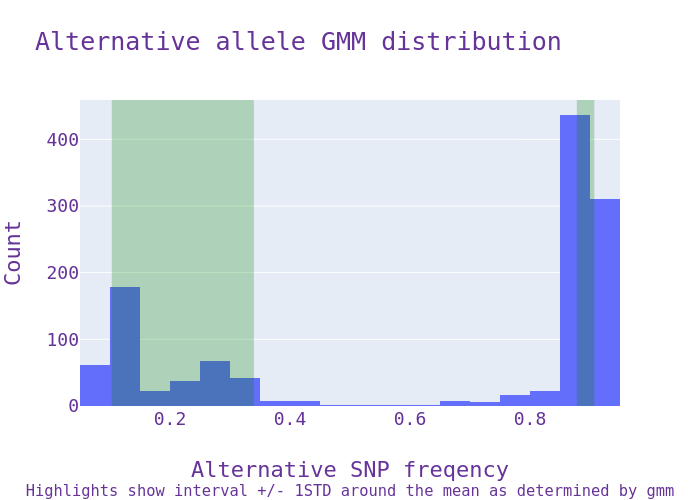 Alternative allele GMM distribution
Count
400
300
200
100
0
0.2
0.4
0.6
0.8
Alternative SNP freqency
Highlights show interval +/- 1STD around the mean as determined by gmm